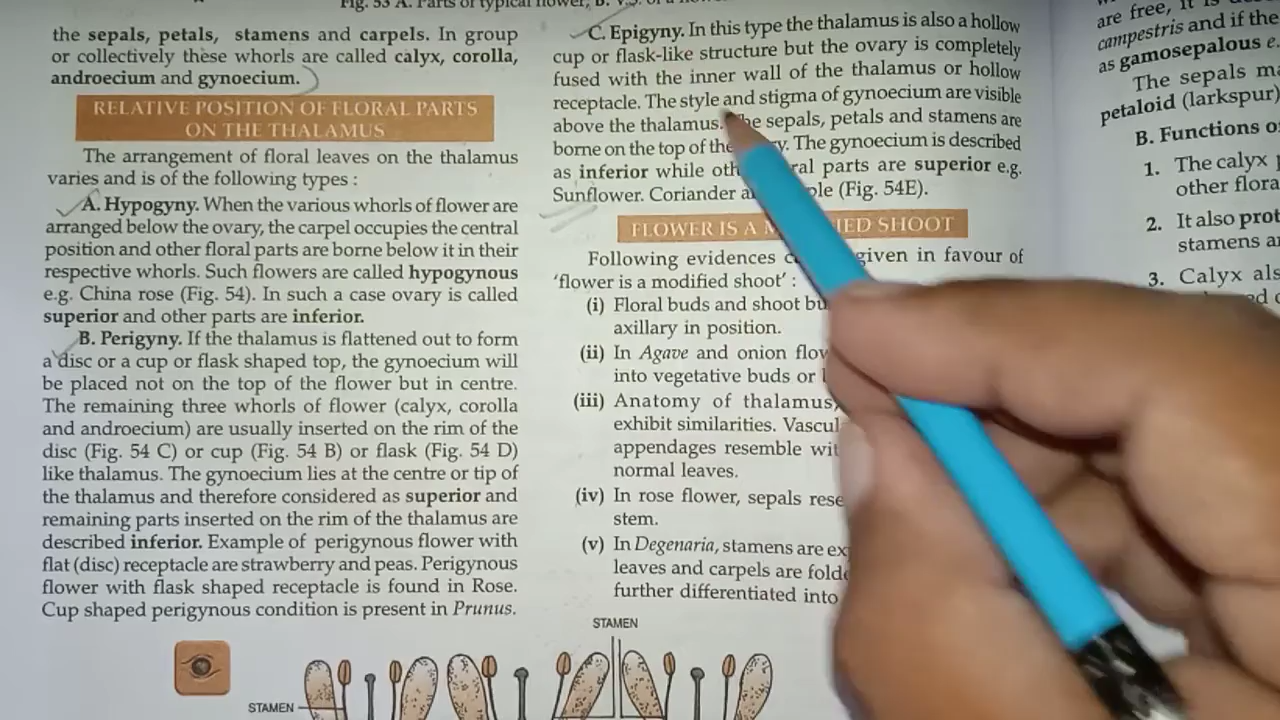 Fig. 53 A. Parts of typical flower, B. V.S. of a
the sepals, petals, stamens and carpels. In group
or collectively these whorls are called calyx, corolla,
androecium and gynoecium.
RELATIVE POSITION OF FLORAL PARTS
ON THE THALAMUS
The arrangement of floral leaves on the thalamus
varies and is of the following types :
A. Hypogyny. When the various whorls of flower are
arranged below the ovary, the carpel occupies the central
position and other floral parts are borne below it in their
respective whorls. Such flowers are called hypogynous
e.g. China rose (Fig. 54). In such a case ovary is called
superior and other parts are inferior.
B. Perigyny. If the thalamus is flattened out to form
a disc or a cup or flask shaped top, the gynoecium will
be placed not on the top of the flower but in centre.
The remaining three whorls of flower (calyx, corolla
and androecium) are usually inserted on the rim of the
disc (Fig. 54 C) or cup (Fig. 54 B) or flask (Fig. 54 D)
like thalamus. The gynoecium lies at the centre or tip of
the thalamus and therefore considered as superior and
remaining parts inserted on the rim of the thalamus are
described inferior. Example of perigynous flower with
flat (disc) receptacle are strawberry and peas. Perigynous
flower with flask shaped receptacle is found in Rose.
Cup shaped perigynous condition is present in Prunus.
STAMEN
C. Epigyny. In this type the thalamus is also a hollow
cup or flask-like structure but the ovary is completely
fused with the inner wall of the thalamus or hollow
receptacle. The style and stigma of gynoecium are visible
above the thalamus. The sepals, petals and stamens are
borne on the top of the The gynoecium is described
as inferior while parts are superior e.g.
Sunflower. Coriander (Fig. 54E).
FLOWER IS A SHOOT
Following evidences given in favour of
'flower is a modified shoot' :
(i) Floral buds and shoot
axillary in position.
(ii) In Agave and onion
into vegetative buds or
(iii) Anatomy of thalamus,
exhibit similarities.
appendages resemble
normal leaves.
(iv) In rose flower, sepals
stem.
(v) In Degenaria, stamens are
leaves and carpels are
further differentiated into
STAMEN
are free, it is
campestris and if the
as gamosepalous e.
The sepals
petaloid (larkspur)
B. Functions
1. The calyx
other
2. It also
stamens
3. Calyx